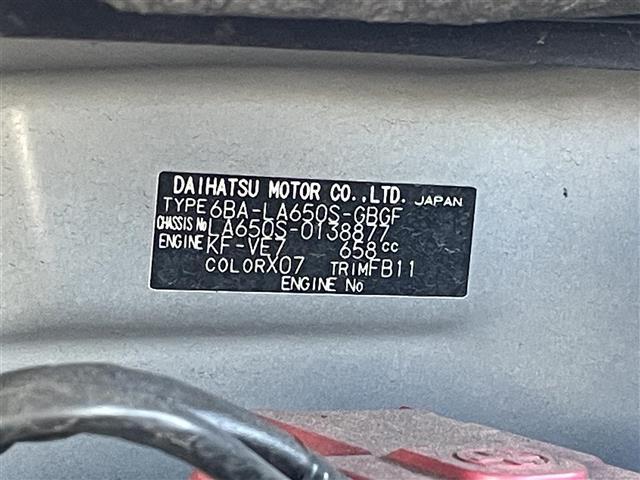 DAIHATSU MOTOR CO.,LTD. JAPAN
TYPE 6BA-LA650S-GBGF
CHASSIS No LA650S-0138877
ENGINE KF-VE7 658cc
COLOR X07 TRIM FB11
ENGINE No